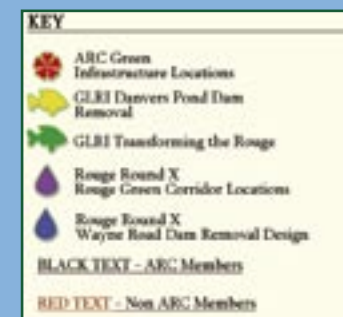 KEY
ARC Green
Infrastructure Locations
GLRI Danvers Pond Dam
Removal
GLRI Transforming the Rouge
Rouge Round X
Rouge Green Corridor Locations
Rouge Round X
Wayne Road Dam Removal Design
BLACK TEXT - ARC Members
RED TEXT - Non ARC Members